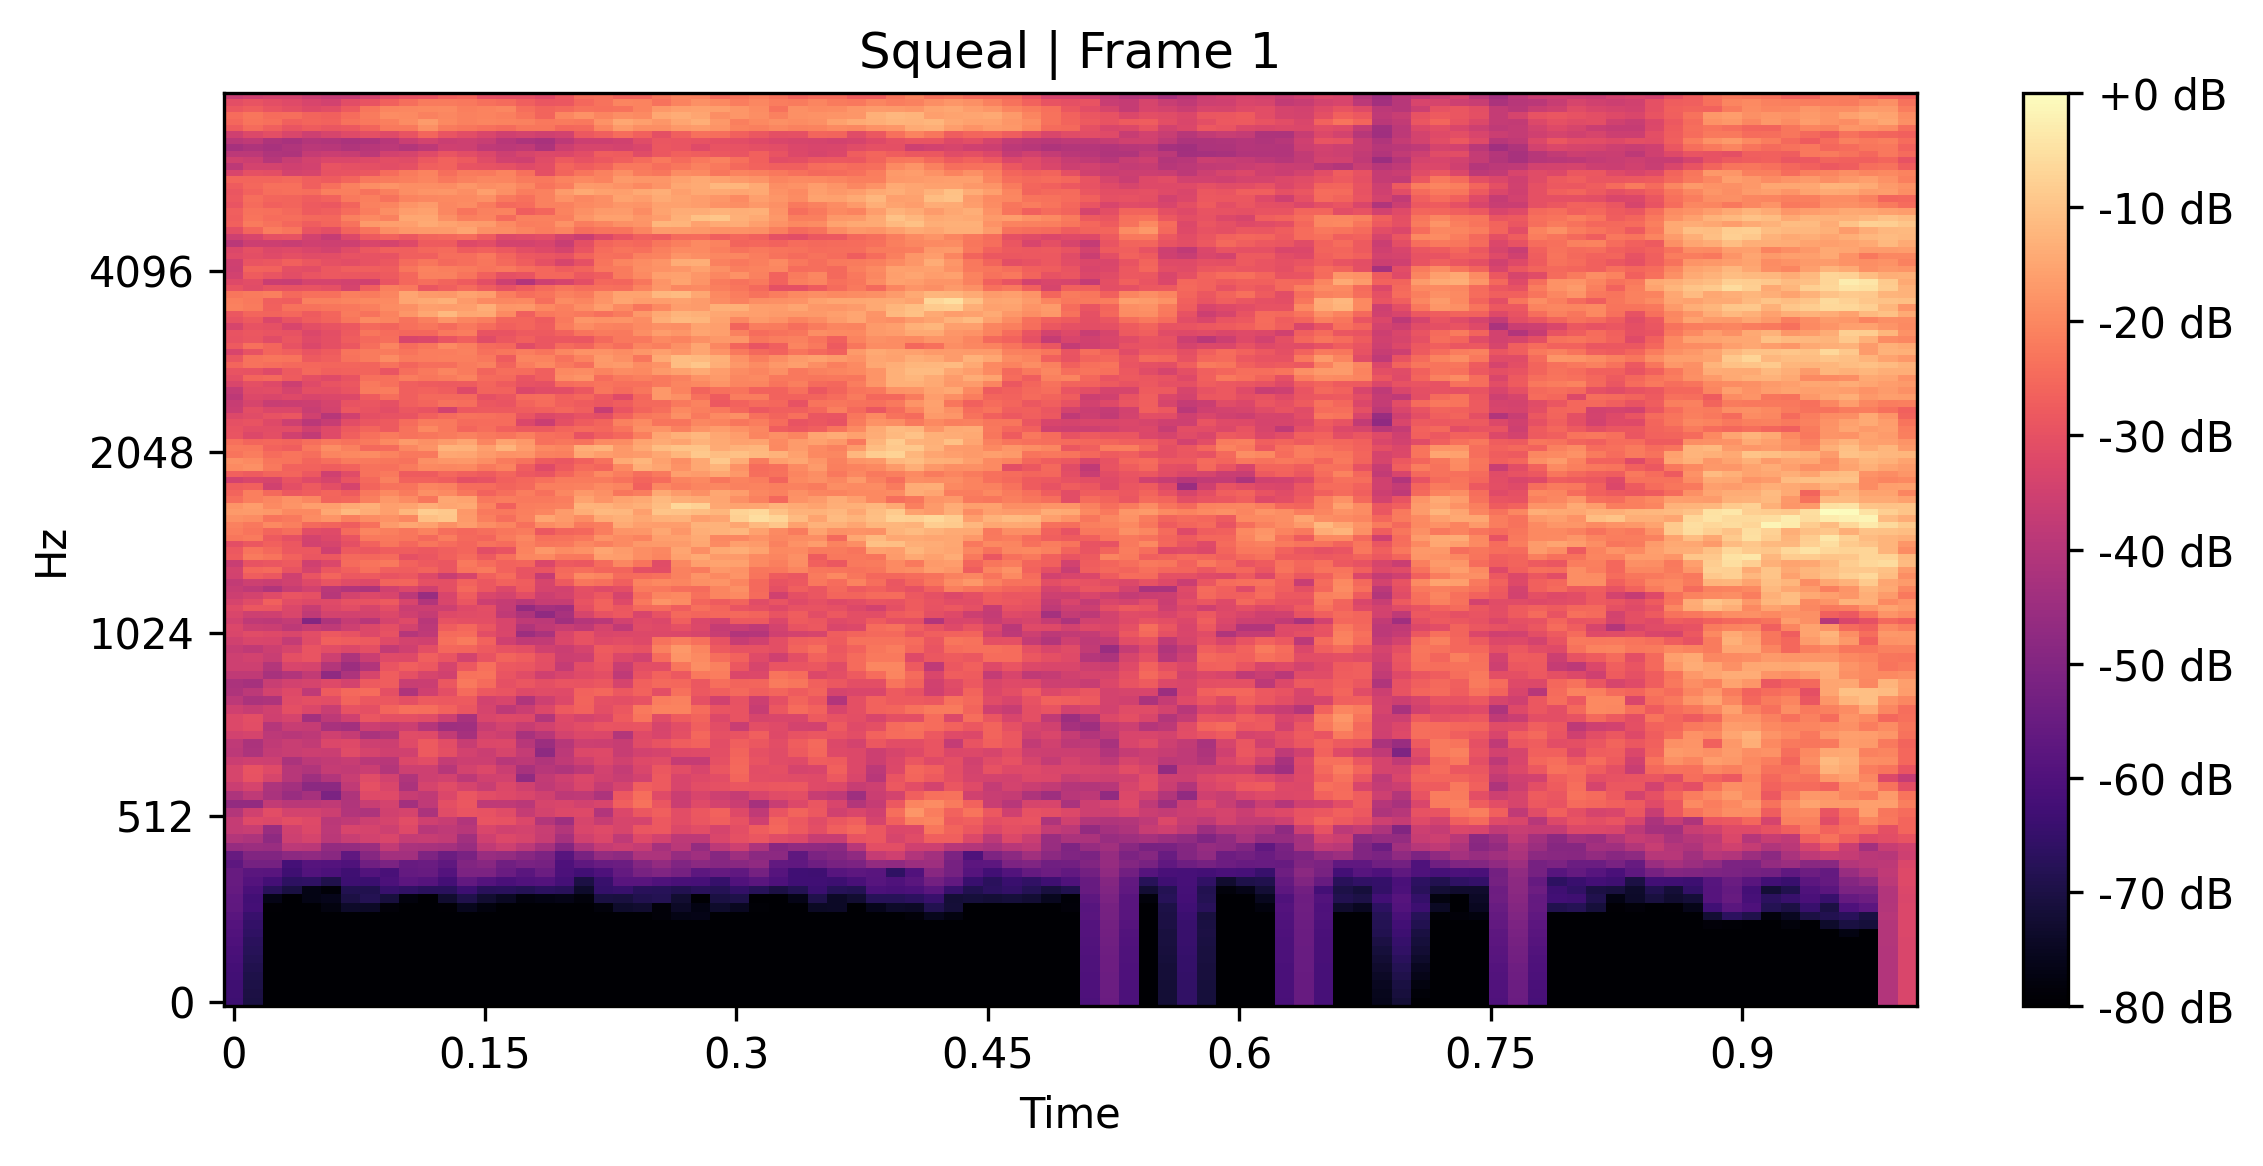 Squeal | Frame 1
+0 dB
-10 dB
-20 dB
-30 dB
-40 dB
-50 dB
-60 dB
-70 dB
-80 dB
Hz
4096
2048
1024
512
0
0 0.15 0.3 0.45 0.6 0.75 0.9
Time